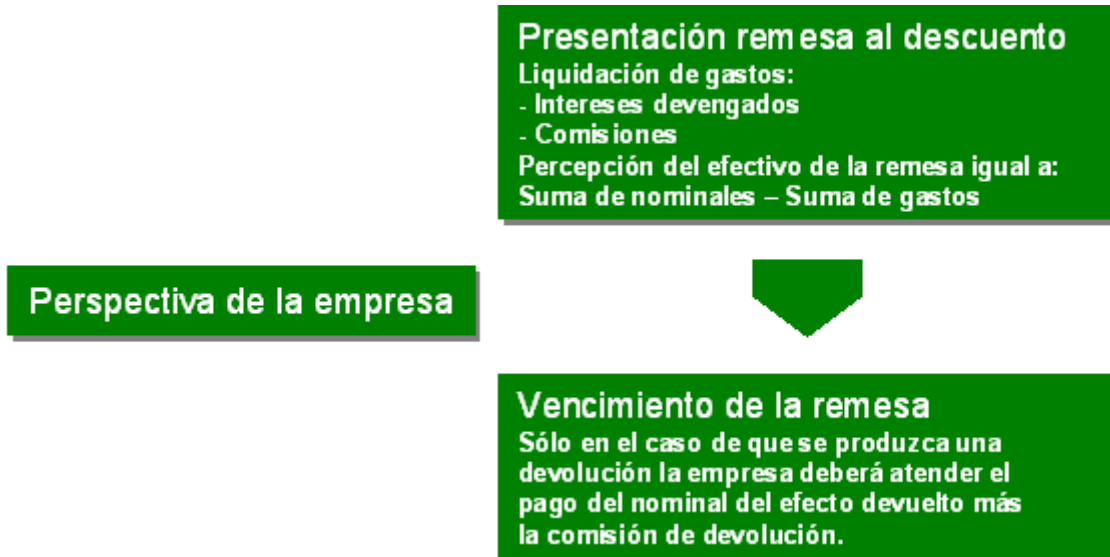 Presentación remesa al descuento
Liquidación de gastos:
- Intereses devengados
- Comisiones
Percepción del efectivo de la remesa igual a:
Suma de nominales – Suma de gastos
Perspectiva de la empresa
Vencimiento de la remesa
Sólo en el caso de que se produzca una
devolución la empresa deberá atender el
pago del nominal del efecto devuelto más
la comisión de devolución.